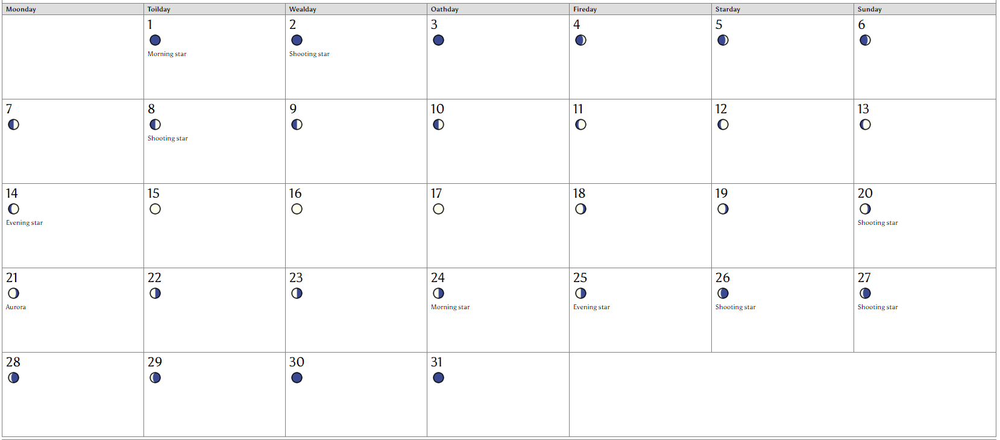 Moonday Toilday Wealday Oathday Fireday Starday Sunday
1 2 3 4 5 6
Morning star Shooting star
7 8 9 10 11 12 13
Shooting star
14 15 16 17 18 19 20
Evening star Shooting star
21 22 23 24 25 26 27
Aurora Morning star Evening star Shooting star Shooting star
28 29 30 31